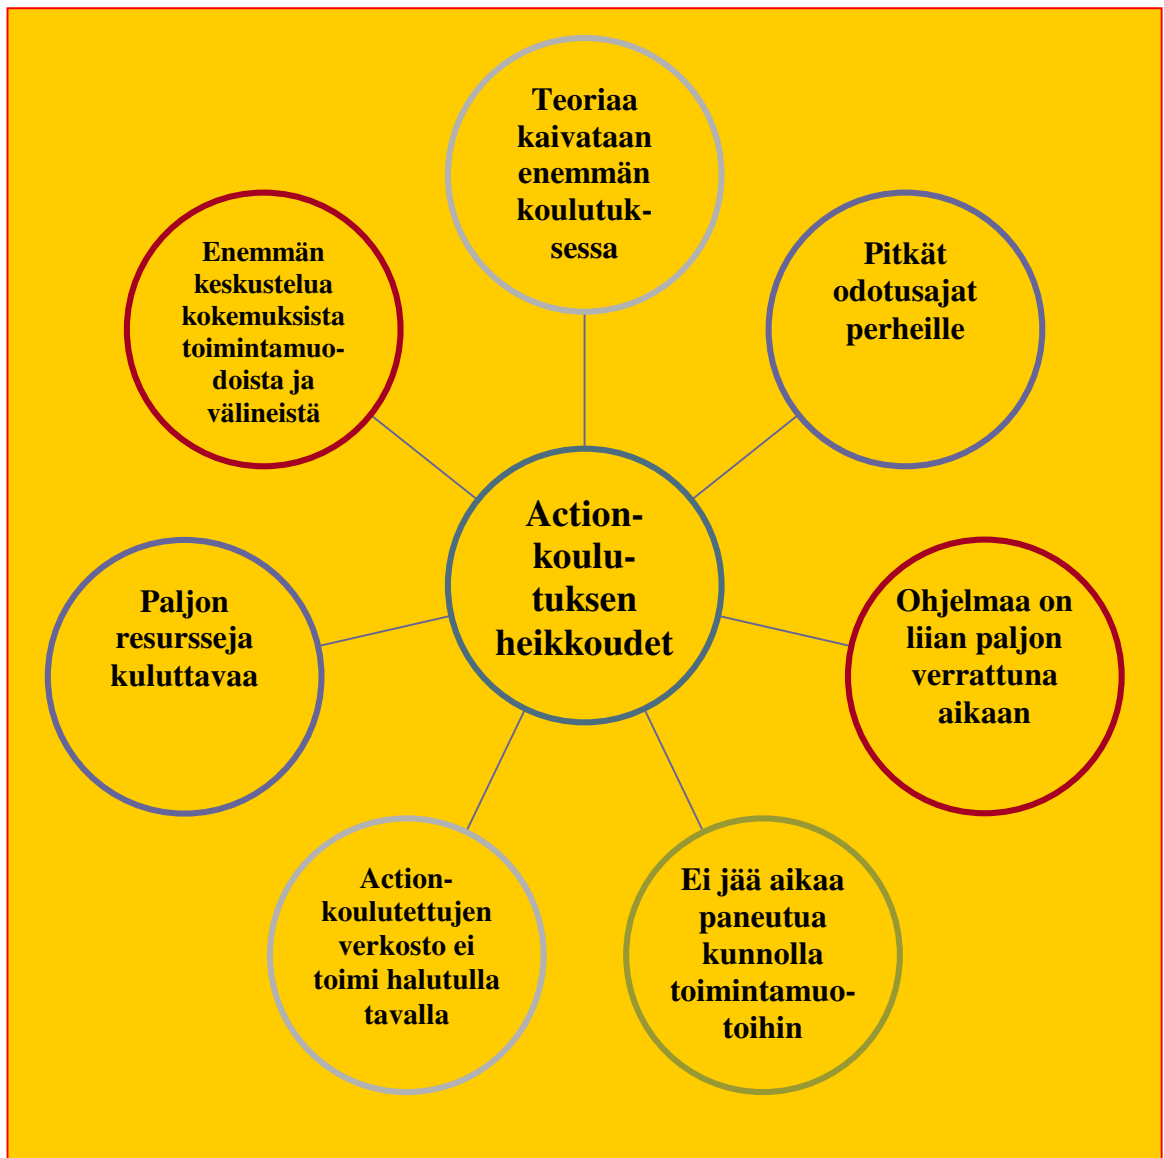 Teoriaa
kaivataan
enemmän
koulutuk-
sessa
Pitkät
odotusajat
perheille
Ohjelmaa on
liian paljon
verrattuna
aikaan
Ei jää aikaa
paneutua
kunnolla
toimintamuo-
toihin
Action-
koulutettujen
verkosto ei
toimi halutulla
tavalla
Paljon
resursseja
kuluttavaa
Enemmän
keskustelua
kokemuksista
toimintamuo-
doista ja
välineistä
Action-
koulu-
tuksen
heikkoudet